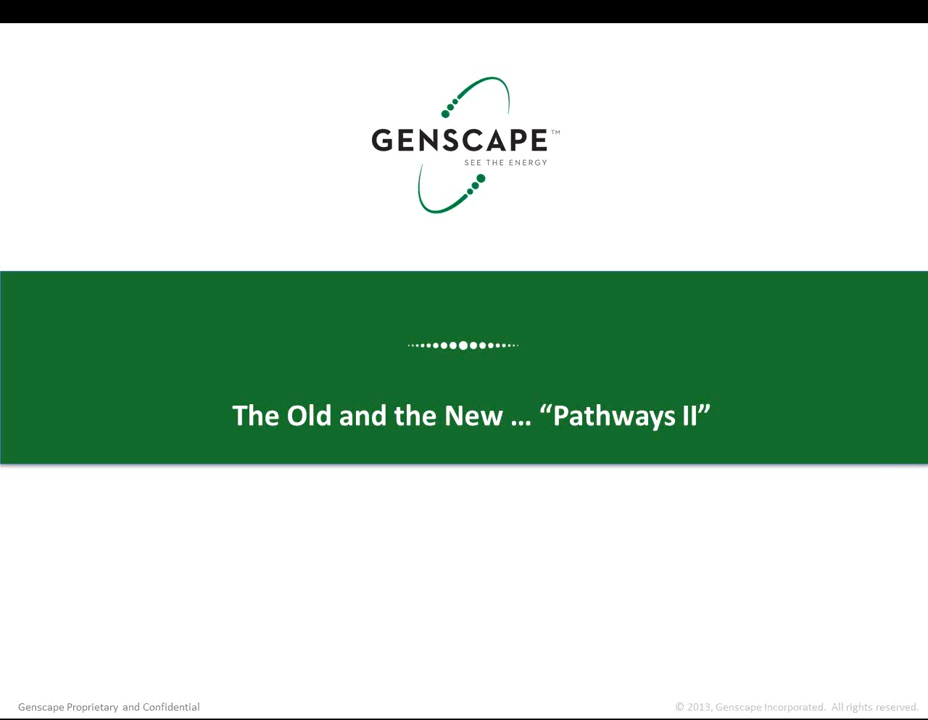 GENSCAPE™
SEE THE ENERGY
The Old and the New … “Pathways II”
Genscape Proprietary and Confidential
© 2013, Genscape Incorporated. All rights reserved.